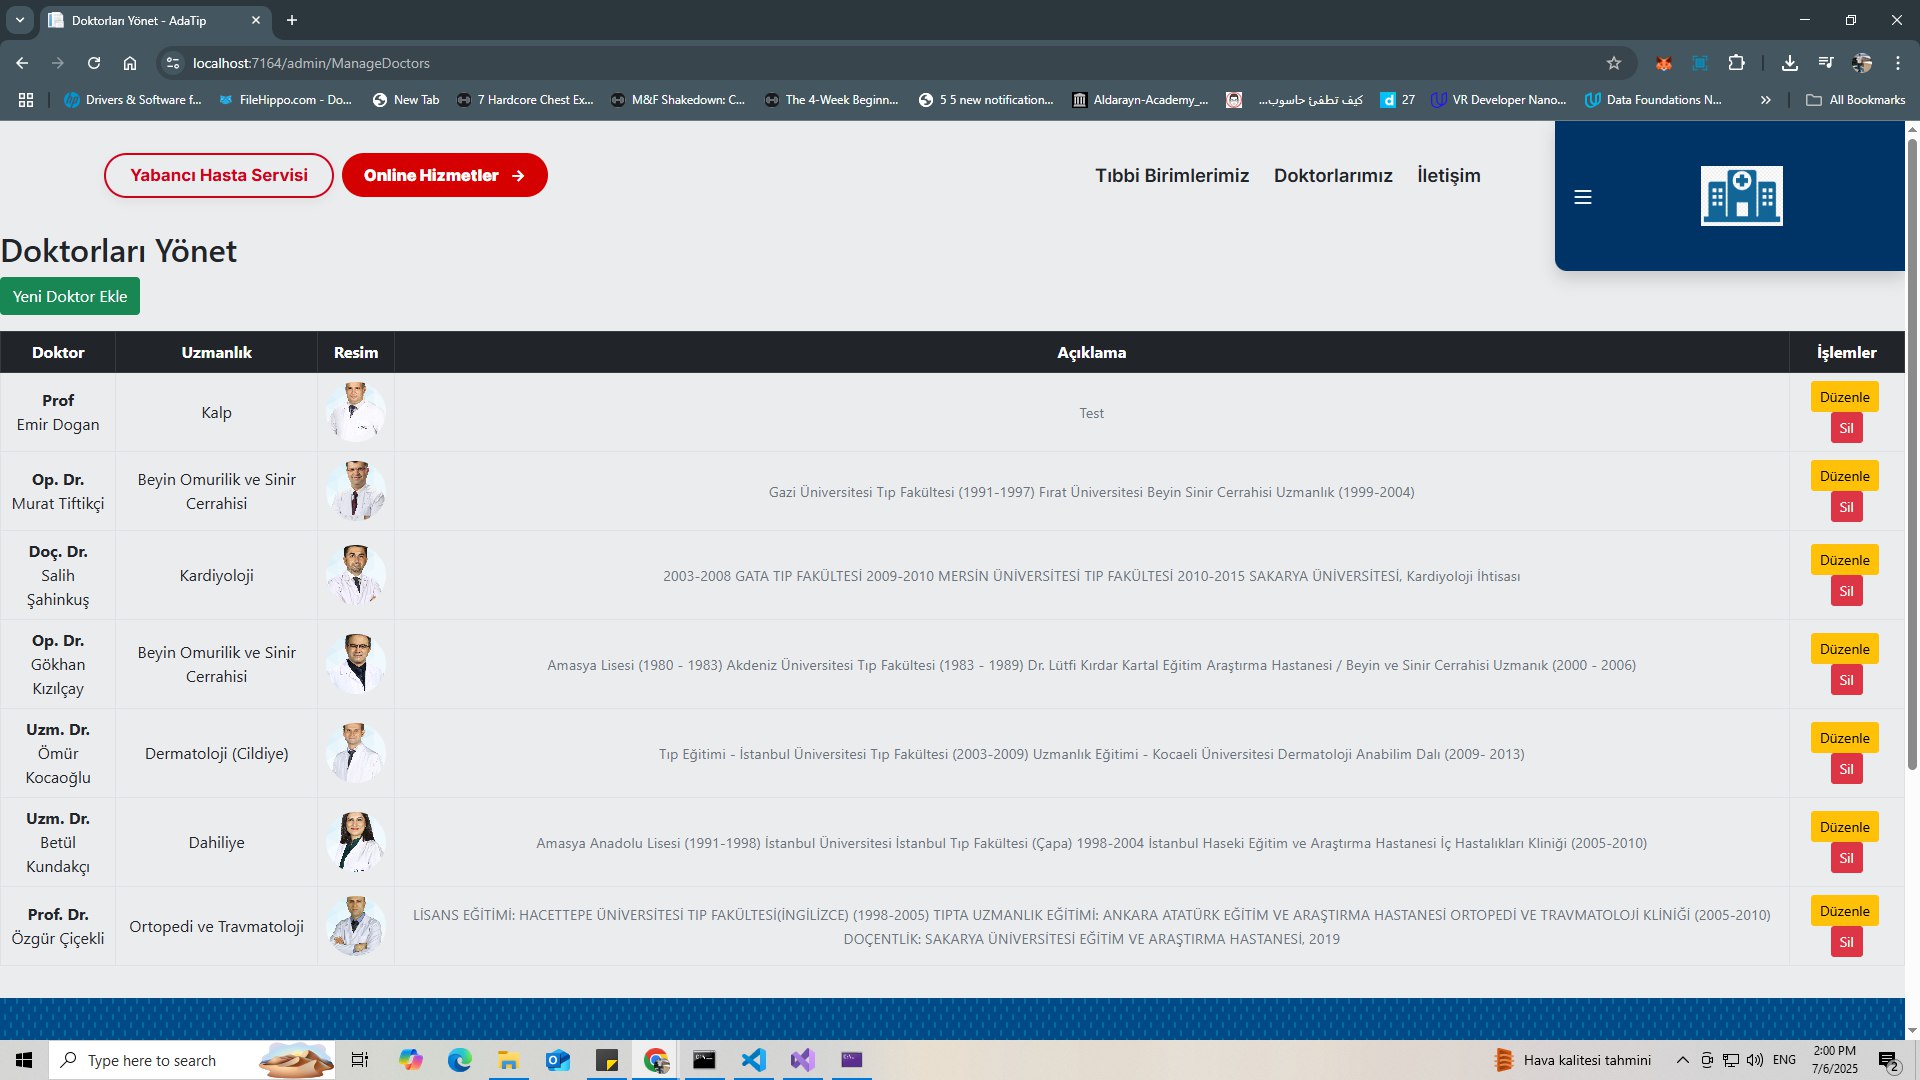 Doktorları Yönet - AdaTip
localhost:7164/admin/ManageDoctors
Drivers & Software f...
FileHippo.com - Do...
New Tab
7 Hardcore Chest Ex...
M&F Shakedown: C...
The 4-Week Beginn...
5 5 new notification...
Aldarayn-Academy_...
كيف تطفئ حاسوب...
27
VR Developer Nano...
Data Foundations N...
All Bookmarks
Yabancı Hasta Servisi
Online Hizmetler
Tıbbi Birimlerimiz
Doktorlarımız
İletişim
Doktorları Yönet
Yeni Doktor Ekle
Doktor
Uzmanlık
Resim
Açıklama
İşlemler
Prof
Emir Dogan
Kalp
Test
Düzenle
Sil
Op. Dr.
Murat Tiftikçi
Beyin Omurilik ve Sinir
Cerrahisi
Gazi Üniversitesi Tıp Fakültesi (1991-1997) Fırat Üniversitesi Beyin Sinir Cerrahisi Uzmanlık (1999-2004)
Düzenle
Sil
Doç. Dr.
Salih
Şahinkuş
Kardiyoloji
2003-2008 GATA TIP FAKÜLTESİ 2009-2010 MERSİN ÜNİVERSİTESİ TIP FAKÜLTESİ 2010-2015 SAKARYA ÜNİVERSİTESİ, Kardiyoloji İhtisası
Düzenle
Sil
Op. Dr.
Gökhan
Kızılçay
Beyin Omurilik ve Sinir
Cerrahisi
Amasya Lisesi (1980 - 1983) Akdeniz Üniversitesi Tıp Fakültesi (1983 - 1989) Dr. Lütfi Kırdar Kartal Eğitim Araştırma Hastanesi / Beyin ve Sinir Cerrahisi Uzmanık (2000 - 2006)
Düzenle
Sil
Uzm. Dr.
Ömür
Kocaoğlu
Dermatoloji (Cildiye)
Tıp Eğitimi - İstanbul Üniversitesi Tıp Fakültesi (2003-2009) Uzmanlık Eğitimi - Kocaeli Üniversitesi Dermatoloji Anabilim Dalı (2009- 2013)
Düzenle
Sil
Uzm. Dr.
Betül
Kundakçı
Dahiliye
Amasya Anadolu Lisesi (1991-1998) İstanbul Üniversitesi İstanbul Tıp Fakültesi (Çapa) 1998-2004 İstanbul Haseki Eğitim ve Araştırma Hastanesi İç Hastalıkları Kliniği (2005-2010)
Düzenle
Sil
Prof. Dr.
Özgür Çiçekli
Ortopedi ve Travmatoloji
LİSANS EĞİTİMİ: HACETTEPE ÜNİVERSİTESİ TIP FAKÜLTESİ(İNGİLİZCE) (1998-2005) TIPTA UZMANLIK EĞİTİMİ: ANKARA ATATÜRK EĞİTİM VE ARAŞTIRMA HASTANESİ ORTOPEDİ VE TRAVMATOLOJİ KLİNİĞİ (2005-2010)
DOÇENTLİK: SAKARYA ÜNİVERSİTESİ EĞİTİM VE ARAŞTIRMA HASTANESİ, 2019
Düzenle
Sil
Type here to search
Hava kalitesi tahmini
ENG
2:00 PM
7/6/2025
2